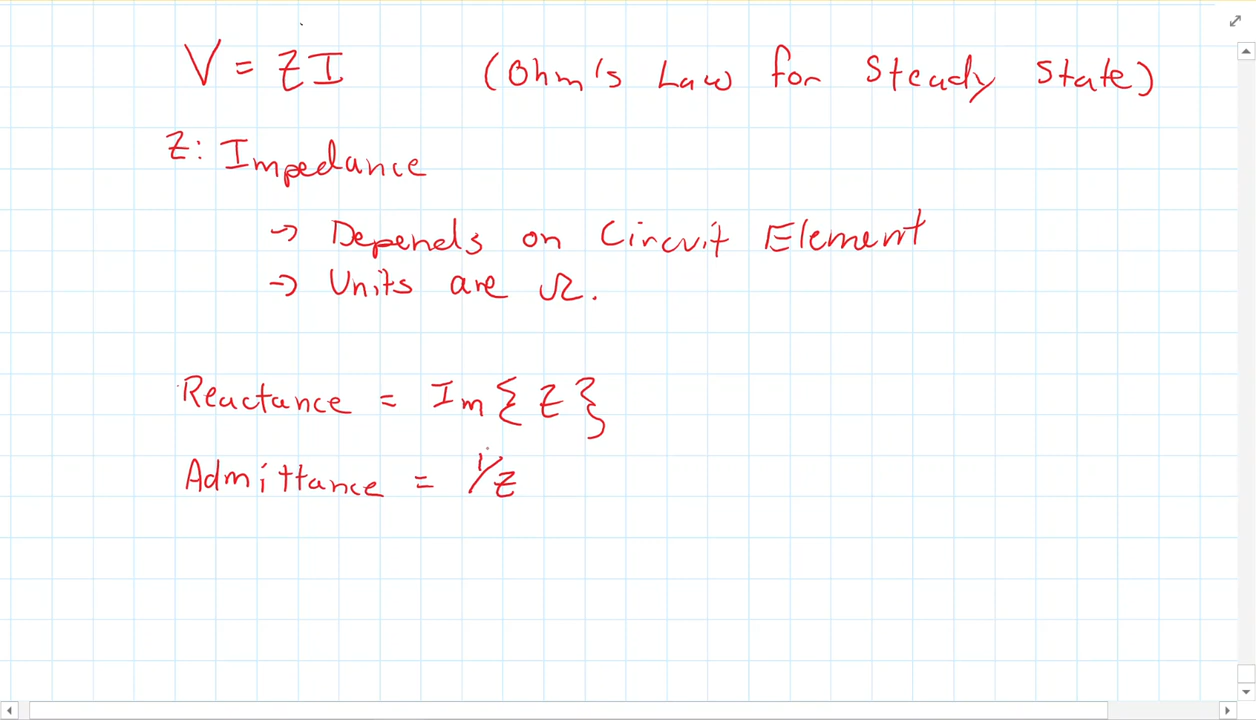 V = ZI (Ohm's Law for Steady State)
Z: Impedance
→ Depends on Circuit Element
→ Units are Ω.
Reactance = Im{Z}
Admittance = 1/Z